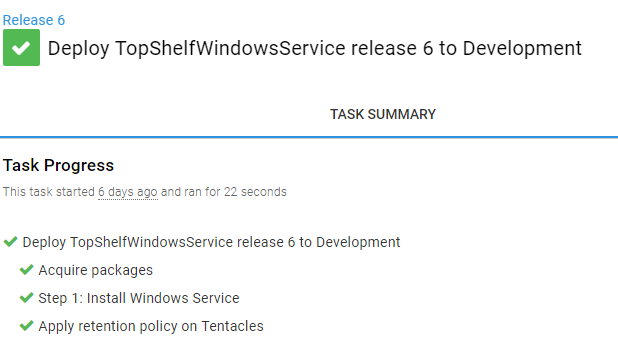 Release 6
Deploy TopShelfWindowsService release 6 to Development
TASK SUMMARY
Task Progress
This task started 6 days ago and ran for 22 seconds
Deploy TopShelfWindowsService release 6 to Development
Acquire packages
Step 1: Install Windows Service
Apply retention policy on Tentacles